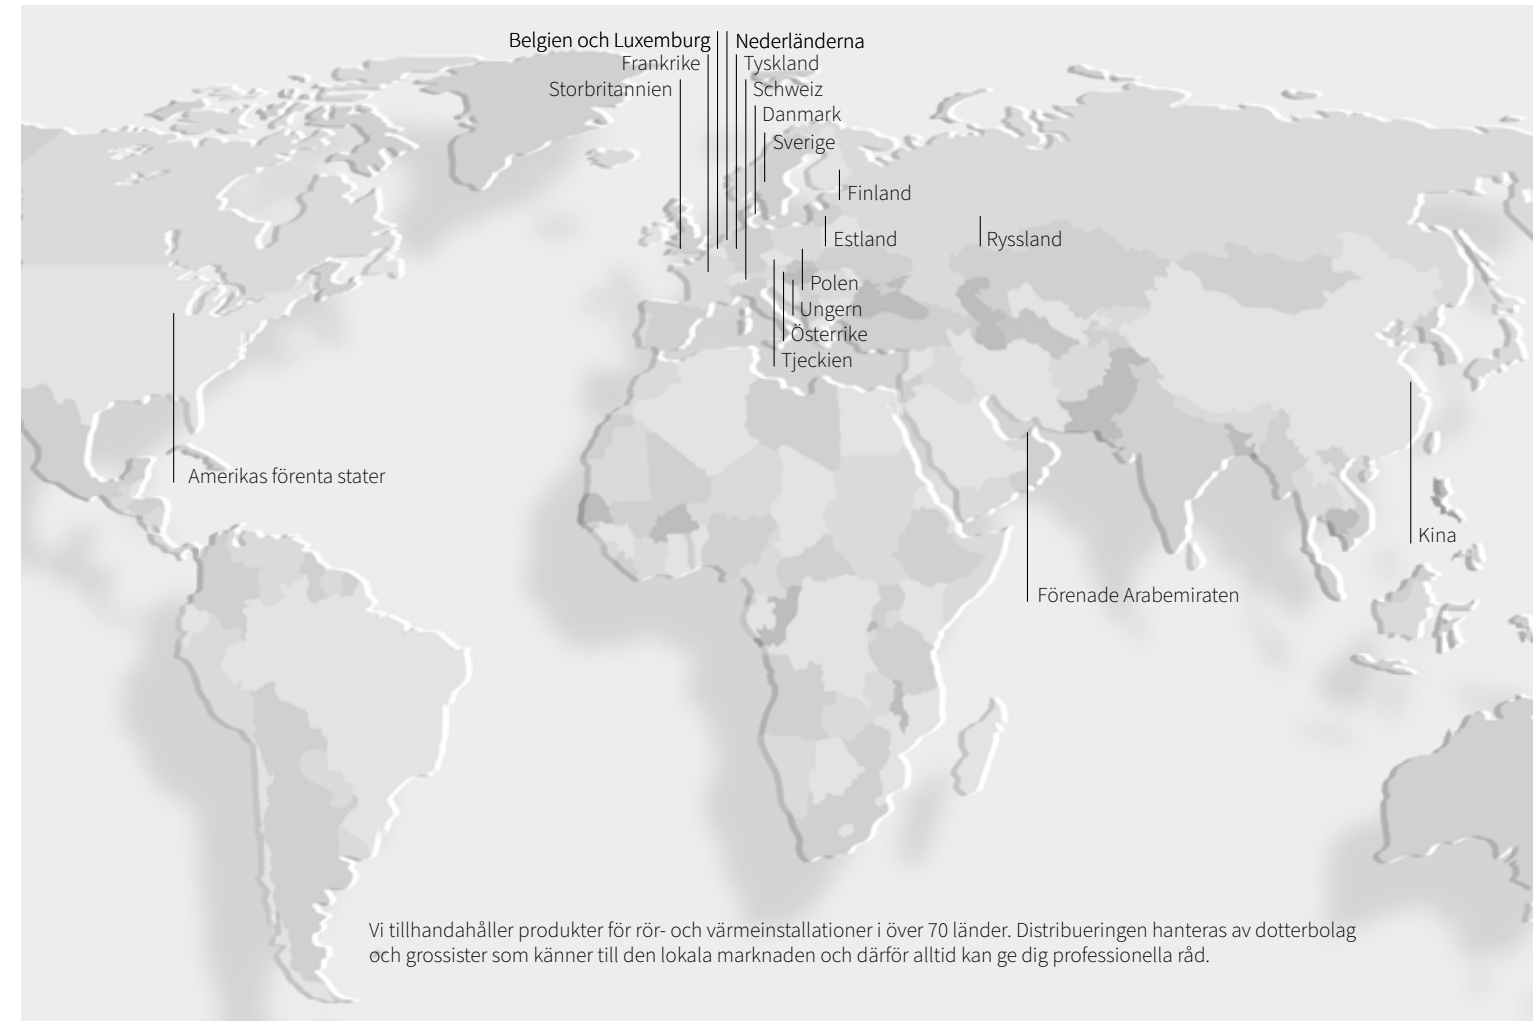 Belgien och Luxemburg
Nederländerna
Frankrike
Tyskland
Storbritannien
Schweiz
Danmark
Sverige
Finland
Estland
Ryssland
Polen
Ungern
Österrike
Tjeckien
Amerikas förenta stater
Kina
Förenade Arabemiraten
Vi tillhandahåller produkter för rör- och värmeinstallationer i över 70 länder. Distribueringen hanteras av dotterbolag
och grossister som känner till den lokala marknaden och därför alltid kan ge dig professionella råd.